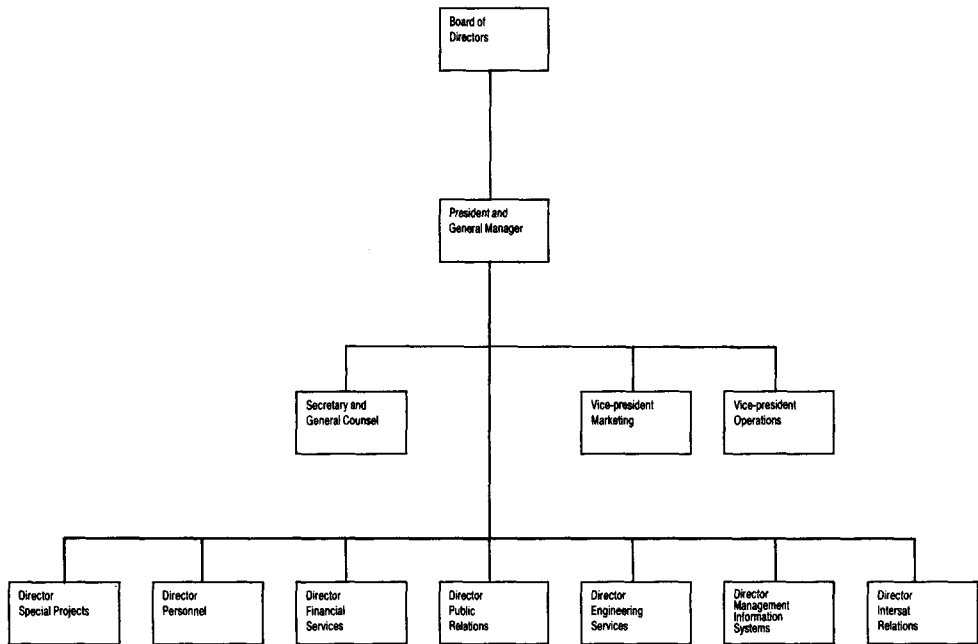 Board of
Directors
President and
General Manager
Secretary and
General Counsel
Vice-president
Marketing
Vice-president
Operations
Director
Special Projects
Director
Personnel
Director
Financial
Services
Director
Public
Relations
Director
Engineering
Services
Director
Management
Information
Systems
Director
Intersat
Relations